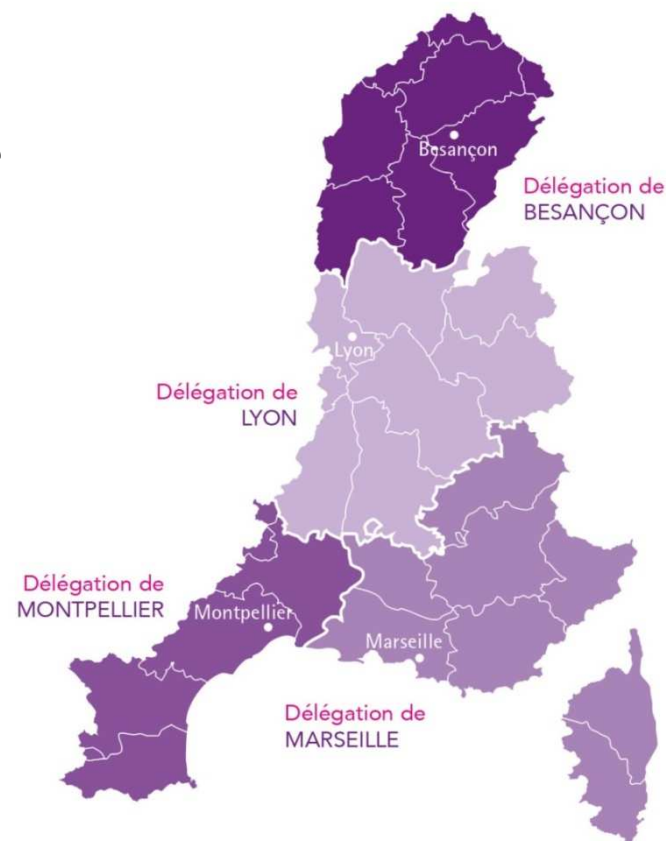 Besançon
Délégation de
BESANÇON
Lyon
Délégation de
LYON
Délégation de
MONTPELLIER
Montpellier
Marseille
Délégation de
MARSEILLE